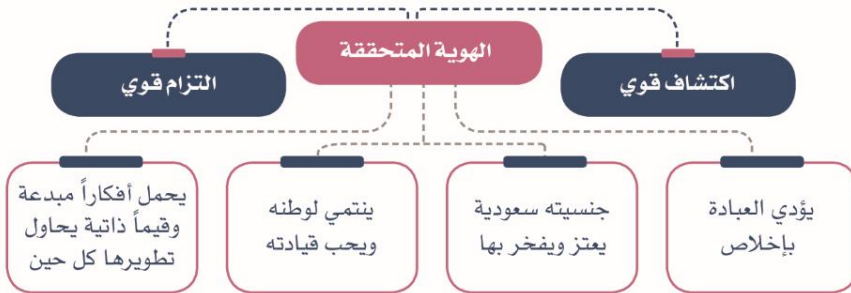 الهوية المتحققة
اكتشاف قوي
التزام قوي
يؤدي العبادة
بإخلاص
جنسيته سعودية
يعتز ويفخر بها
ينتمي لوطنه
ويحب قيادته
يحمل أفكاراً مبدعة
وقيماً ذاتية يحاول
تطويرها كل حين